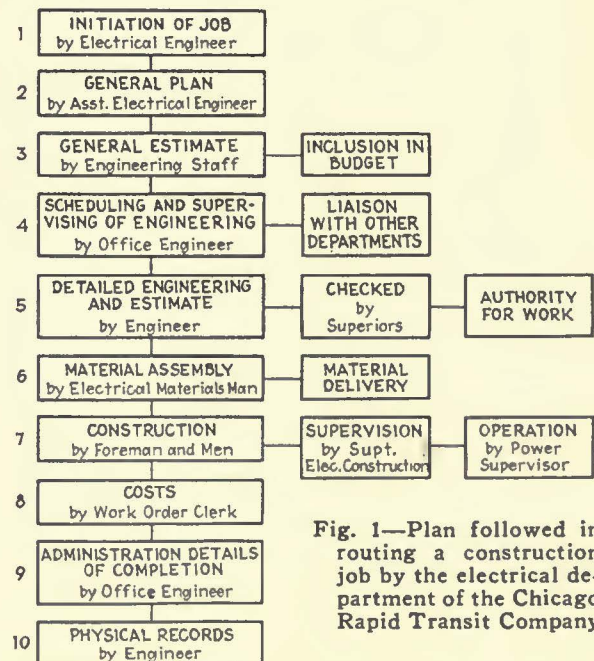 1 INITIATION OF JOB
by Electrical Engineer
2 GENERAL PLAN
by Asst. Electrical Engineer
3 GENERAL ESTIMATE
by Engineering Staff
INCLUSION IN
BUDGET
4 SCHEDULING AND SUPER-
VISING OF ENGINEERING
by Office Engineer
LIAISON
WITH OTHER
DEPARTMENTS
5 DETAILED ENGINEERING
AND ESTIMATE
by Engineer
CHECKED
by
Superiors
AUTHORITY
FOR WORK
6 MATERIAL ASSEMBLY
by Electrical Materials Man
MATERIAL
DELIVERY
7 CONSTRUCTION
by Foreman and Men
SUPERVISION
by Supt.
Elec. Construction
OPERATION
by Power
Supervisor
8 COSTS
by Work Order Clerk
9 ADMINISTRATION DETAILS
OF COMPLETION
by Office Engineer
10 PHYSICAL RECORDS
by Engineer
Fig. 1—Plan followed in
routing a construction
job by the electrical de-
partment of the Chicago
Rapid Transit Company